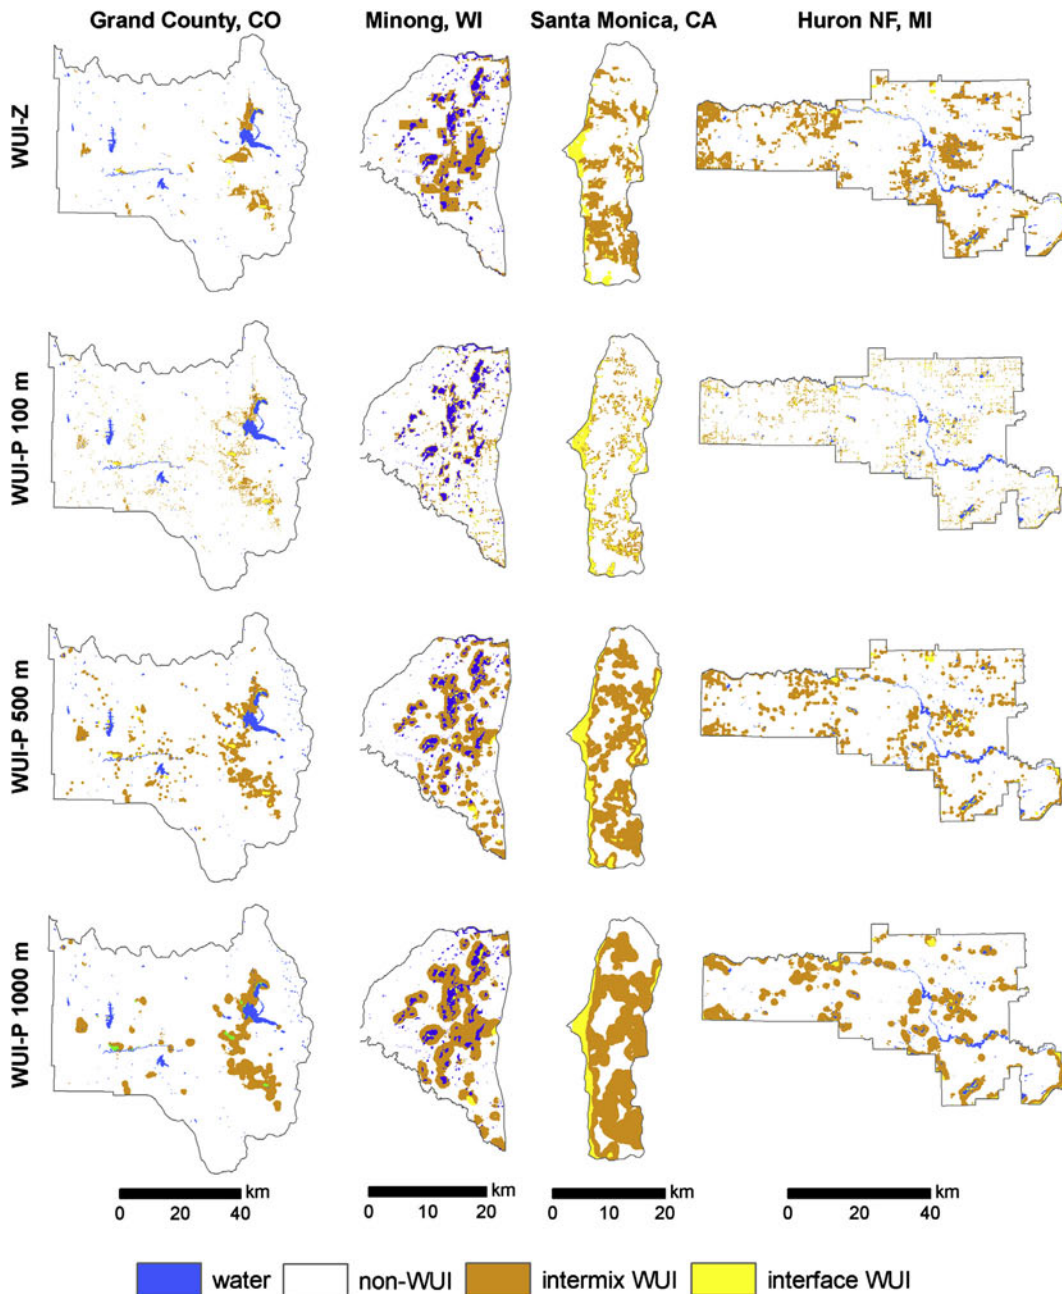 Grand County, CO Minong, WI Santa Monica, CA Huron NF, MI
WUI-Z
WUI-P 100 m
WUI-P 500 m
WUI-P 1000 m
km km km km
0 20 40 0 10 20 0 10 20 0 20 40
water non-WUI intermix WUI interface WUI